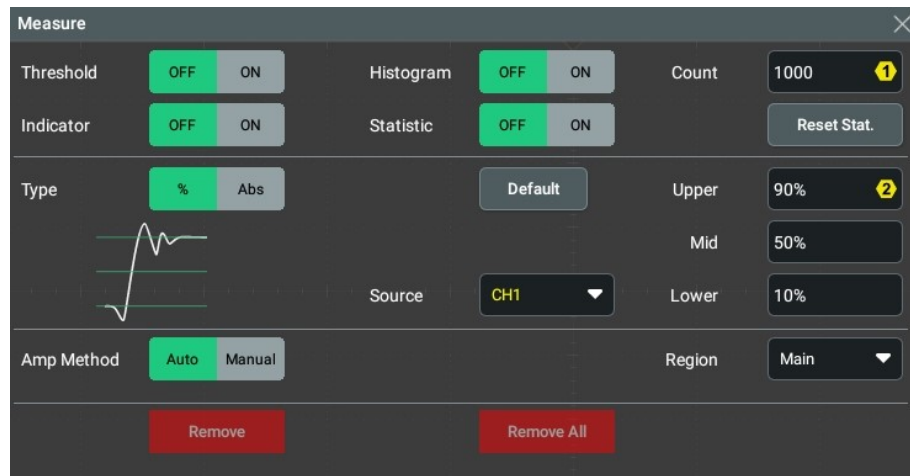 Measure
Threshold OFF ON Histogram OFF ON Count 1000 1
Indicator OFF ON Statistic OFF ON Reset Stat.
Type % Abs Default Upper 90% 2
Mid 50%
Source CH1 Lower 10%
Amp Method Auto Manual Region Main
Remove Remove All